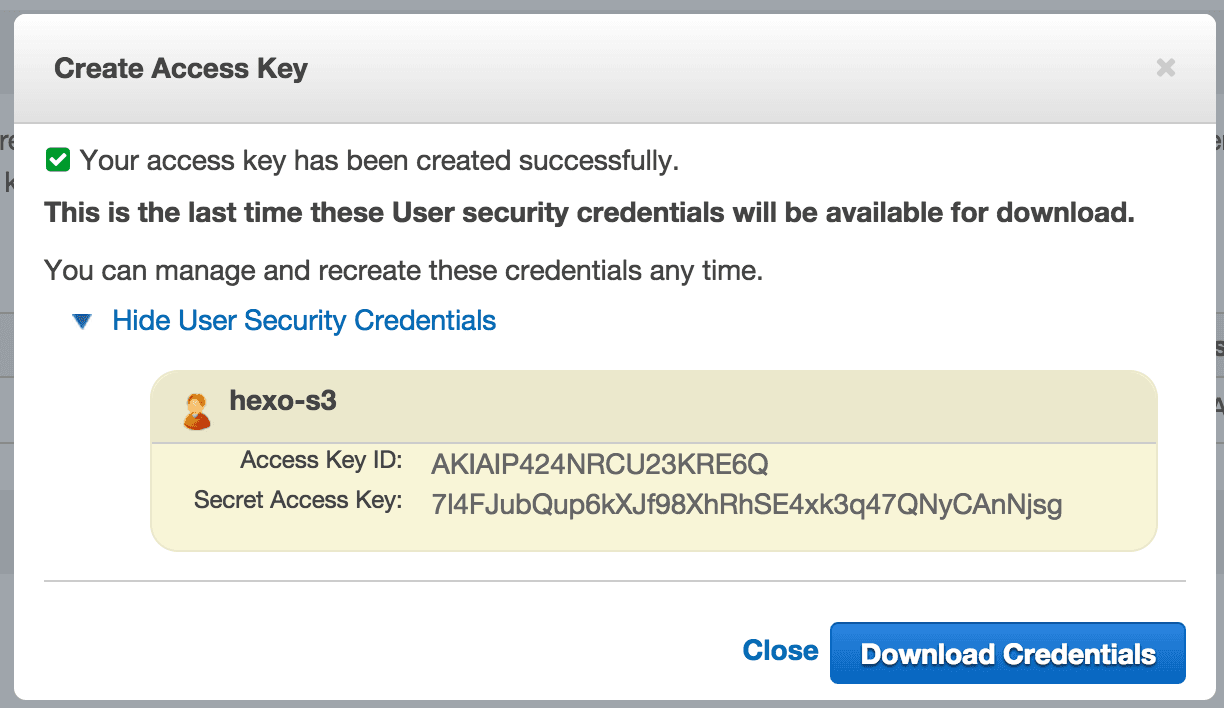 Create Access Key
Your access key has been created successfully.
This is the last time these User security credentials will be available for download.
You can manage and recreate these credentials any time.
Hide User Security Credentials
hexo-s3
Access Key ID: AKIAIP424NRCU23KRE6Q
Secret Access Key:
Close Download Credentials